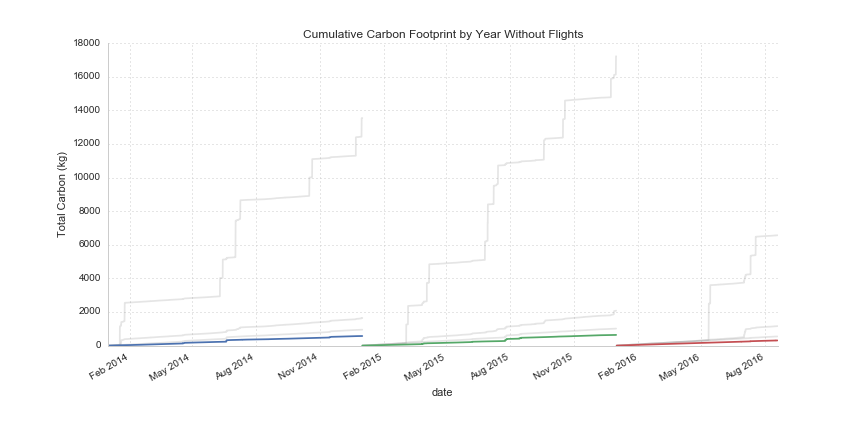 Cumulative Carbon Footprint by Year Without Flights
18000
16000
14000
12000
10000
8000
6000
4000
2000
0
Total Carbon (kg)
Feb 2014
May 2014
Aug 2014
Nov 2014
Feb 2015
May 2015
Aug 2015
Nov 2015
Feb 2016
May 2016
Aug 2016
date